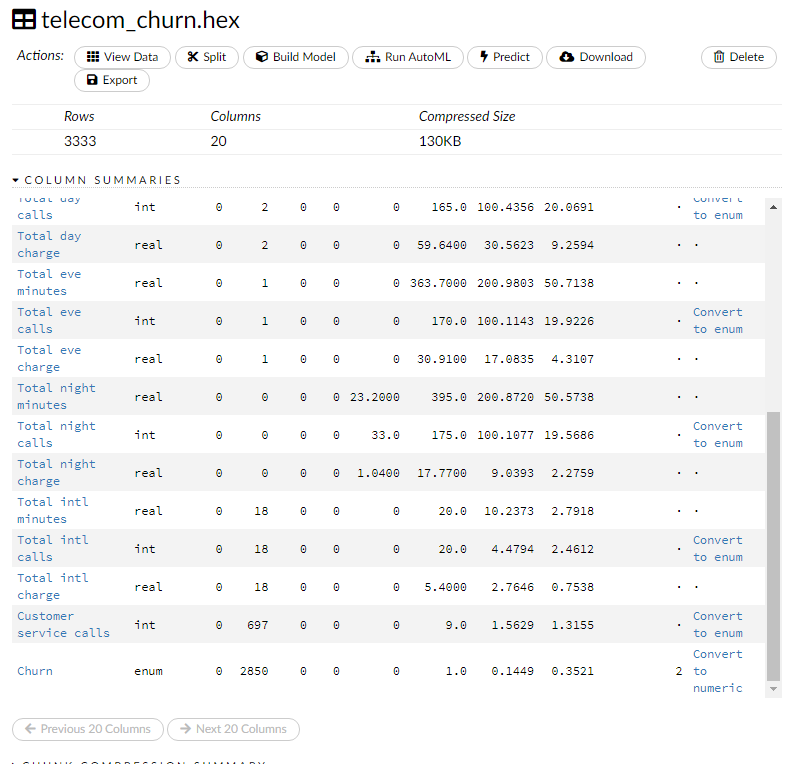 telecom_churn.hex
Actions: View Data Split Build Model Run AutoML Predict Download Delete
Export
Rows Columns Compressed Size
3333 20 130KB
COLUMN SUMMARIES
Total day calls int 0 2 0 0 0 165.0 100.4356 20.0691 · Convert to enum
Total day charge real 0 2 0 0 0 59.6400 30.5623 9.2594 · ·
Total eve minutes real 0 1 0 0 0 363.7000 200.9803 50.7138 · ·
Total eve calls int 0 1 0 0 0 170.0 100.1143 19.9226 · Convert to enum
Total eve charge real 0 1 0 0 0 30.9100 17.0835 4.3107 · ·
Total night minutes real 0 0 0 0 23.2000 395.0 200.8720 50.5738 · ·
Total night calls int 0 0 0 0 33.0 175.0 100.1077 19.5686 · Convert to enum
Total night charge real 0 0 0 0 1.0400 17.7700 9.0393 2.2759 · ·
Total intl minutes real 0 18 0 0 0 20.0 10.2373 2.7918 · ·
Total intl calls int 0 18 0 0 0 20.0 4.4794 2.4612 · Convert to enum
Total intl charge real 0 18 0 0 0 5.4000 2.7646 0.7538 · ·
Customer service calls int 0 697 0 0 0 9.0 1.5629 1.3155 · Convert to enum
Churn enum 0 2850 0 0 0 1.0 0.1449 0.3521 2 Convert to numeric
Previous 20 Columns Next 20 Columns
CHUNK COMPRESSION SUMMARY